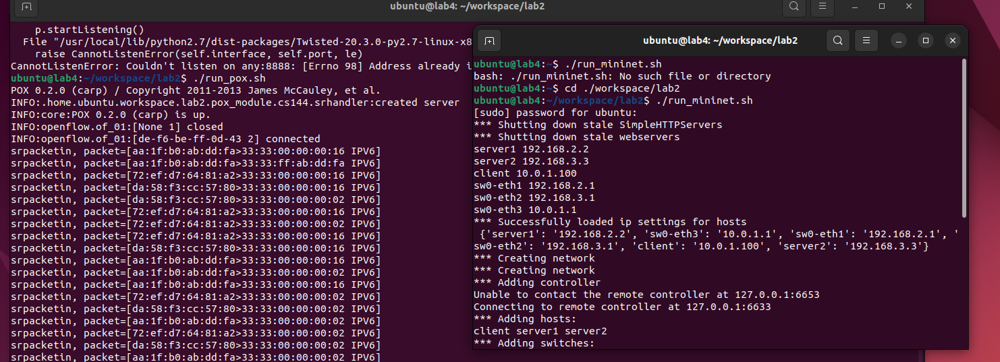 ubuntu@lab4: ~/workspace/lab2
p.startListening()
File "/usr/local/lib/python2.7/dist-packages/Twisted-20.3.0-py2.7-linux-x8
raise CannotListenError(self.interface, self.port, le)
CannotListenError: Couldn't listen on any:8888: [Errno 98] Address already i
ubuntu@lab4:~/workspace/lab2$ ./run_pox.sh
POX 0.2.0 (carp) / Copyright 2011-2013 James McCauley, et al.
INFO:.home.ubuntu.workspace.lab2.pox_module.cs144.srhandler:created server
INFO:core:POX 0.2.0 (carp) is up.
INFO:openflow.of_01:[None 1] closed
INFO:openflow.of_01:[de-f6-be-ff-0d-43 2] connected
srpacketin, packet=[aa:1f:b0:ab:dd:fa>33:33:00:00:00:16 IPV6]
srpacketin, packet=[aa:1f:b0:ab:dd:fa>33:33:ff:ab:dd:fa IPV6]
srpacketin, packet=[72:ef:d7:64:81:a2>33:33:00:00:00:16 IPV6]
srpacketin, packet=[da:58:f3:cc:57:80>33:33:00:00:00:16 IPV6]
srpacketin, packet=[da:58:f3:cc:57:80>33:33:00:00:00:02 IPV6]
srpacketin, packet=[72:ef:d7:64:81:a2>33:33:00:00:00:16 IPV6]
srpacketin, packet=[72:ef:d7:64:81:a2>33:33:00:00:00:02 IPV6]
srpacketin, packet=[72:ef:d7:64:81:a2>33:33:00:00:00:16 IPV6]
srpacketin, packet=[da:58:f3:cc:57:80>33:33:00:00:00:16 IPV6]
srpacketin, packet=[aa:1f:b0:ab:dd:fa>33:33:00:00:00:16 IPV6]
srpacketin, packet=[aa:1f:b0:ab:dd:fa>33:33:00:00:00:02 IPV6]
srpacketin, packet=[aa:1f:b0:ab:dd:fa>33:33:00:00:00:16 IPV6]
srpacketin, packet=[72:ef:d7:64:81:a2>33:33:00:00:00:02 IPV6]
srpacketin, packet=[da:58:f3:cc:57:80>33:33:00:00:00:02 IPV6]
srpacketin, packet=[aa:1f:b0:ab:dd:fa>33:33:00:00:00:02 IPV6]
srpacketin, packet=[72:ef:d7:64:81:a2>33:33:00:00:00:02 IPV6]
srpacketin, packet=[da:58:f3:cc:57:80>33:33:00:00:00:02 IPV6]
srpacketin, packet=[aa:1f:b0:ab:dd:fa>33:33:00:00:00:02 IPV6]
ubuntu@lab4: ~/workspace/lab2
ubuntu@lab4:~$ ./run_mininet.sh
bash: ./run_mininet.sh: No such file or directory
ubuntu@lab4:~$ cd ./workspace/lab2
ubuntu@lab4:~/workspace/lab2$ ./run_mininet.sh
[sudo] password for ubuntu:
*** Shutting down stale SimpleHTTPServers
*** Shutting down stale webservers
server1 192.168.2.2
server2 192.168.3.3
client 10.0.1.100
sw0-eth1 192.168.2.1
sw0-eth2 192.168.3.1
sw0-eth3 10.0.1.1
*** Successfully loaded ip settings for hosts
{'server1': '192.168.2.2', 'sw0-eth3': '10.0.1.1', 'sw0-eth1': '192.168.2.1', '
sw0-eth2': '192.168.3.1', 'client': '10.0.1.100', 'server2': '192.168.3.3'}
*** Creating network
*** Creating network
*** Adding controller
Unable to contact the remote controller at 127.0.0.1:6653
Connecting to remote controller at 127.0.0.1:6633
*** Adding hosts:
client server1 server2
*** Adding switches: